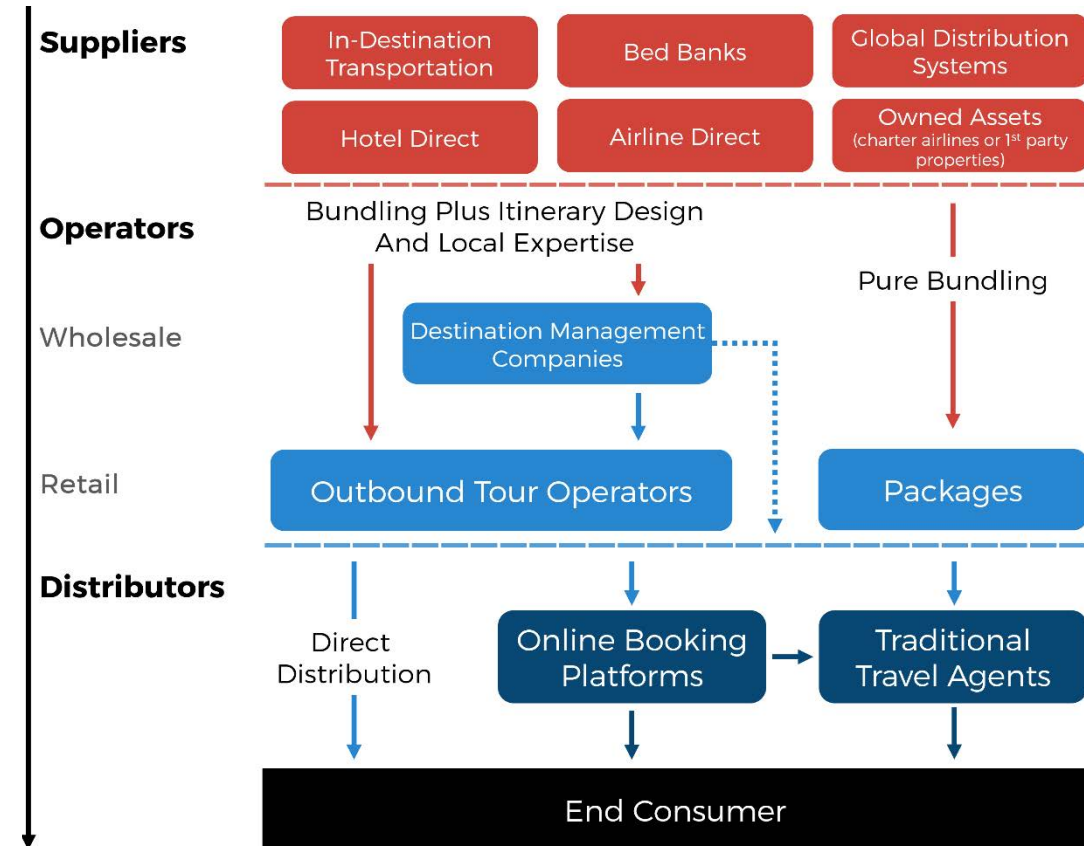 Suppliers
In-Destination
Transportation
Bed Banks
Global Distribution
Systems
Hotel Direct
Airline Direct
Owned Assets
(charter airlines or 1st party
properties)
Operators
Bundling Plus Itinerary Design
And Local Expertise
Pure Bundling
Wholesale
Destination Management
Companies
Retail
Outbound Tour Operators
Packages
Distributors
Direct
Distribution
Online Booking
Platforms
Traditional
Travel Agents
End Consumer